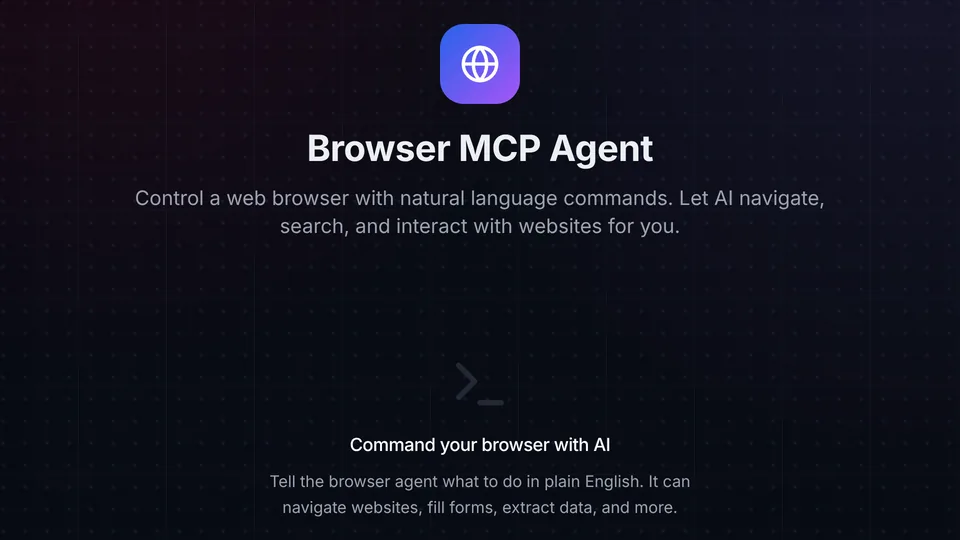 Browser MCP Agent
Control a web browser with natural language commands. Let AI navigate,
search, and interact with websites for you.
Command your browser with AI
Tell the browser agent what to do in plain English. It can
navigate websites, fill forms, extract data, and more.